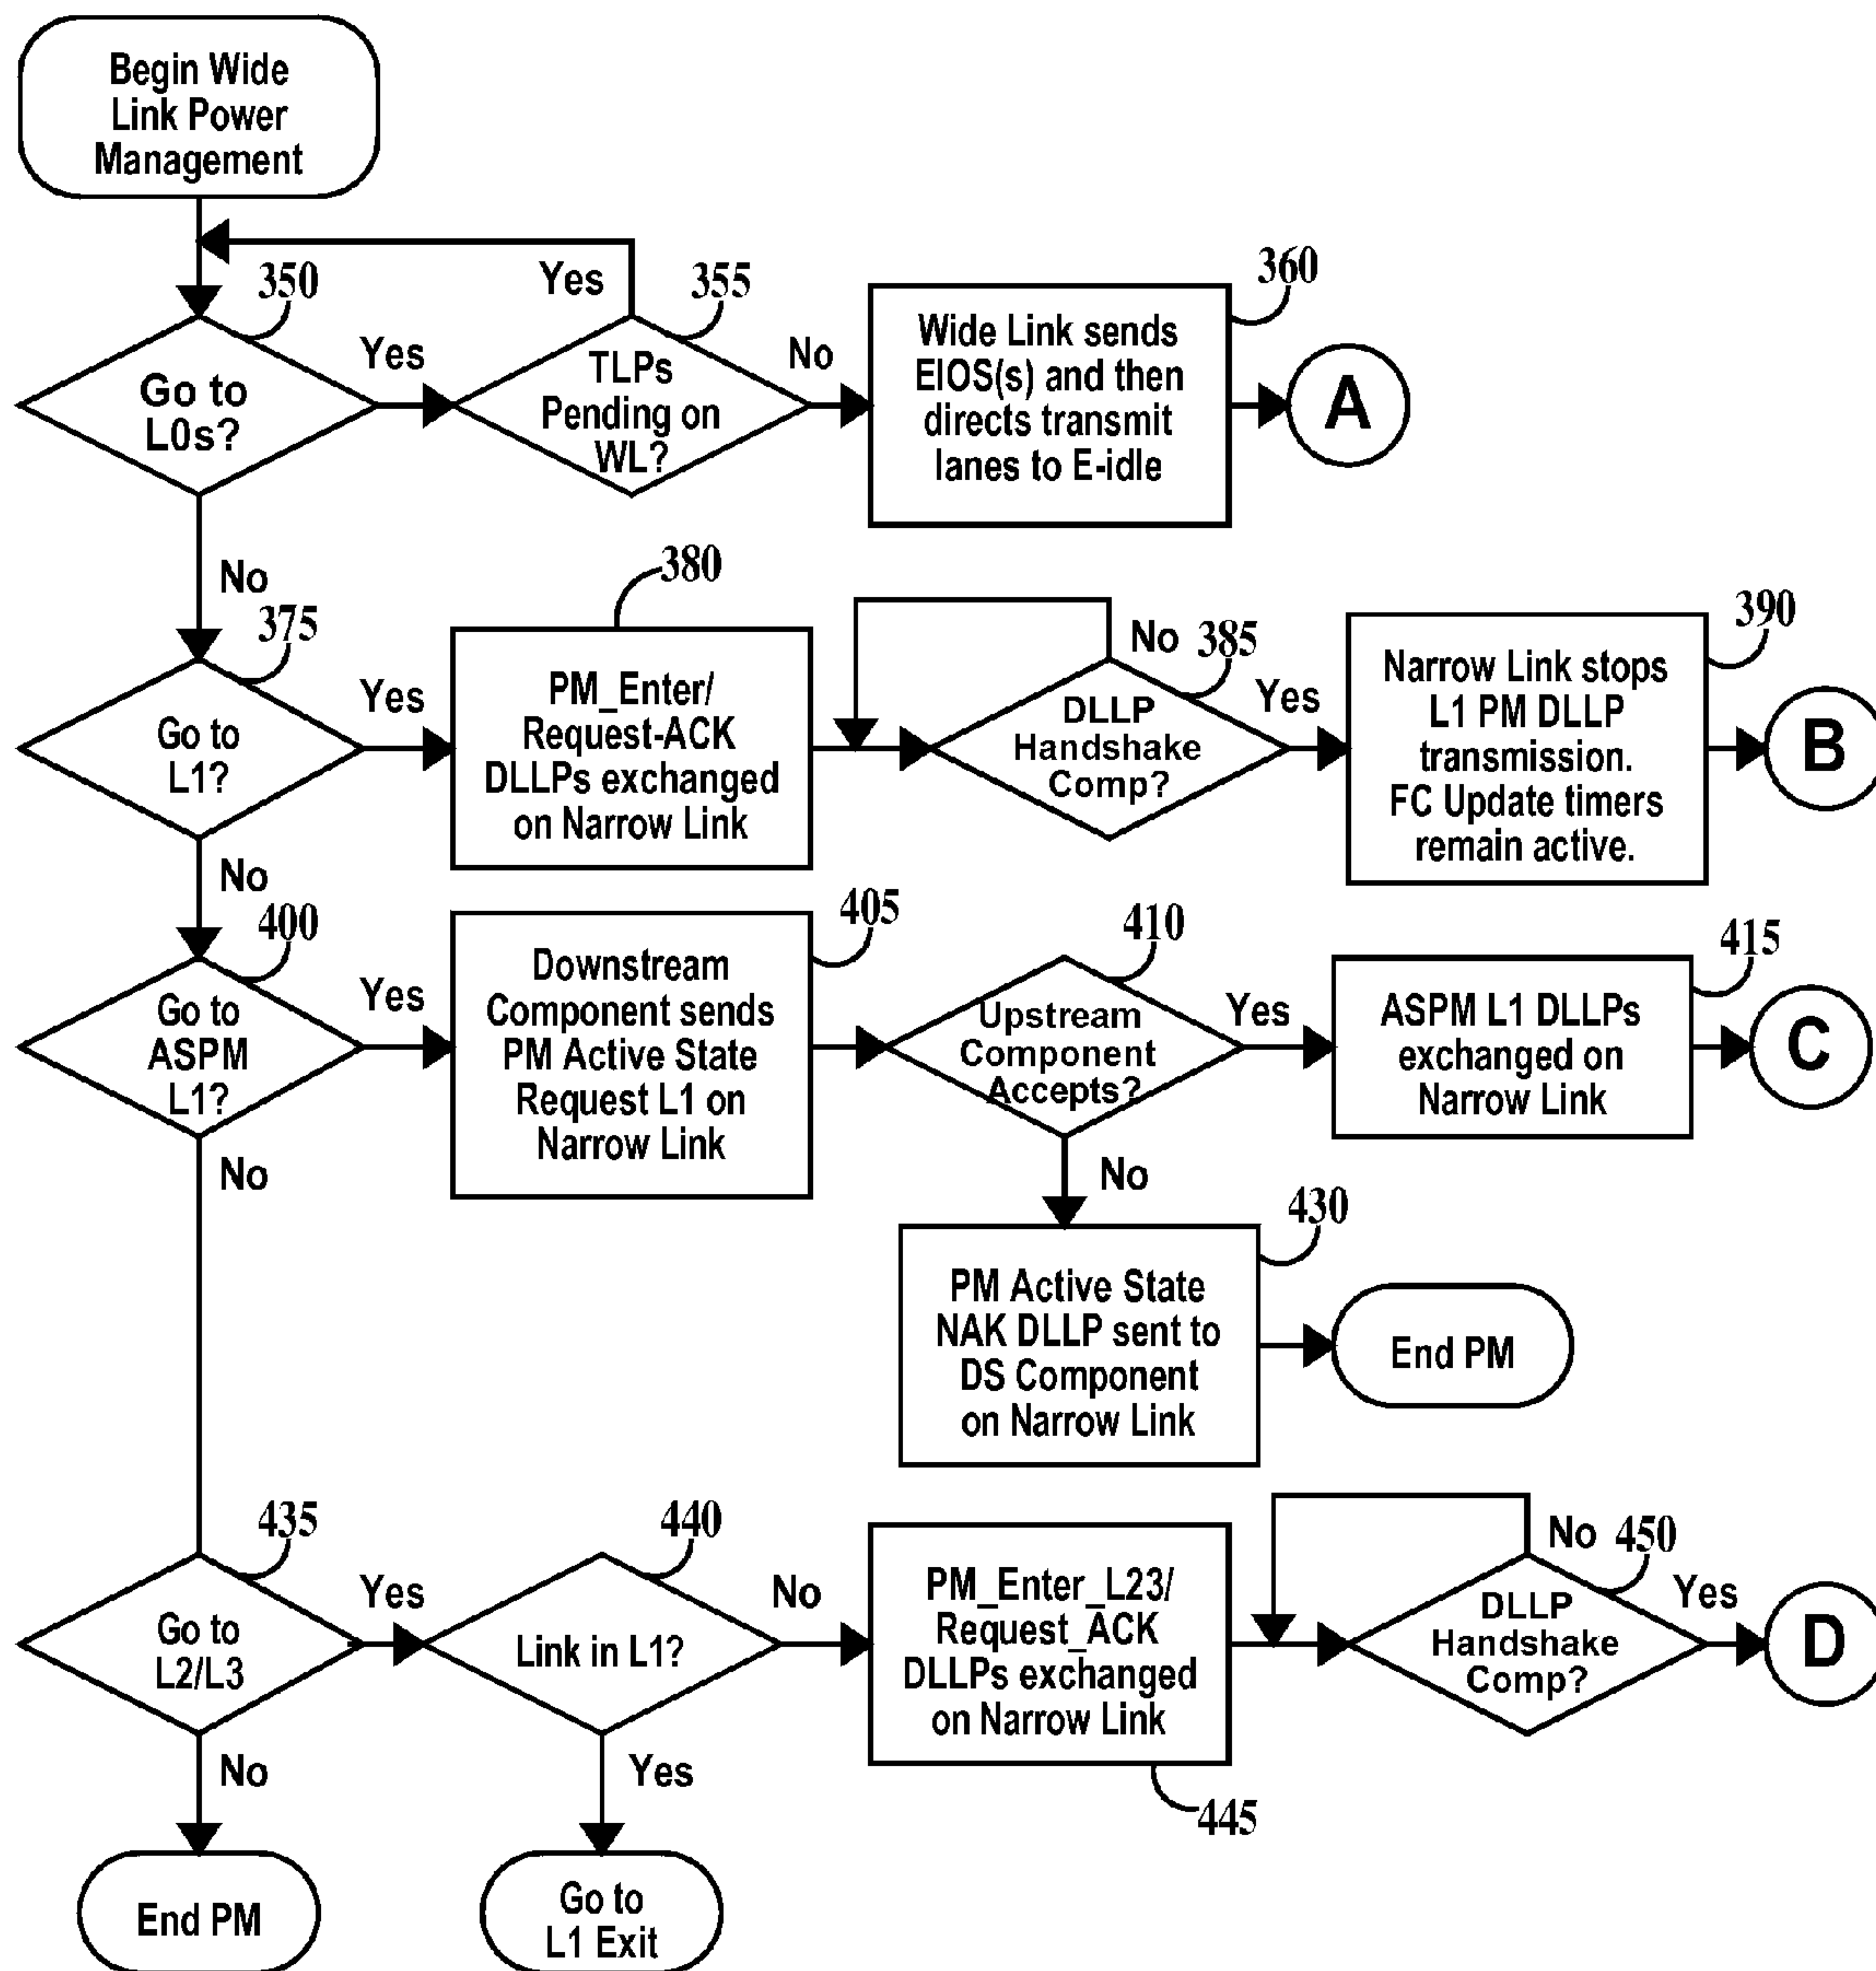 Begin Wide
Link Power
Management
350
Go to
L0s?
Yes
No
355
TLPs
Pending on
WL?
Yes
No
360
Wide Link sends
EIOS(s) and then
directs transmit
lanes to E-idle
A
375
Go to
L1?
Yes
No
380
PM_Enter/
Request-ACK
DLLPs exchanged
on Narrow Link
385
DLLP
Handshake
Comp?
No
Yes
390
Narrow Link stops
L1 PM DLLP
transmission.
FC Update timers
remain active.
B
400
Go to
ASPM
L1?
Yes
No
405
Downstream
Component sends
PM Active State
Request L1 on
Narrow Link
410
Upstream
Component
Accepts?
Yes
No
415
ASPM L1 DLLPs
exchanged on
Narrow Link
C
430
PM Active State
NAK DLLP sent to
DS Component
on Narrow Link
End PM
435
Go to
L2/L3
Yes
No
440
Link in L1?
No
Yes
PM_Enter_L23/
Request_ACK
DLLPs exchanged
on Narrow Link
445
450
DLLP
Handshake
Comp?
No
Yes
D
End PM
Go to
L1 Exit